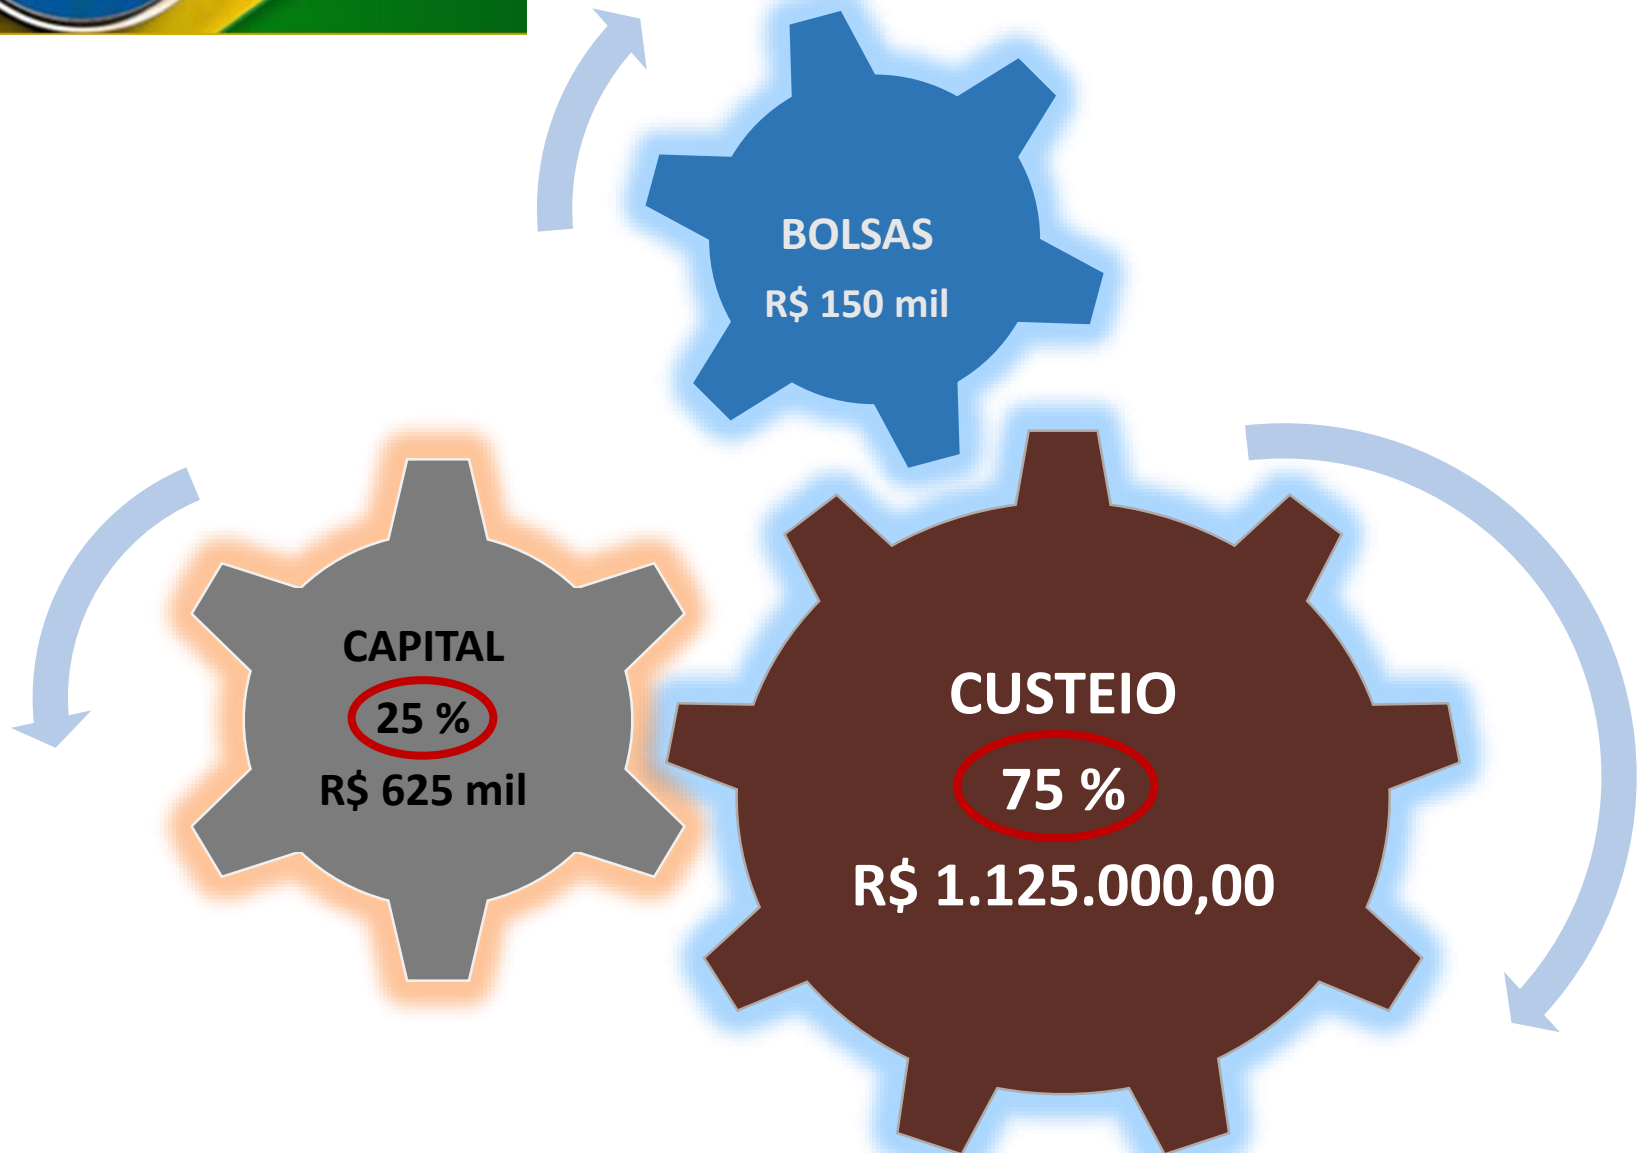 BOLSAS
R$ 150 mil
CAPITAL
25 %
R$ 625 mil
CUSTEIO
75 %
R$ 1.125.000,00